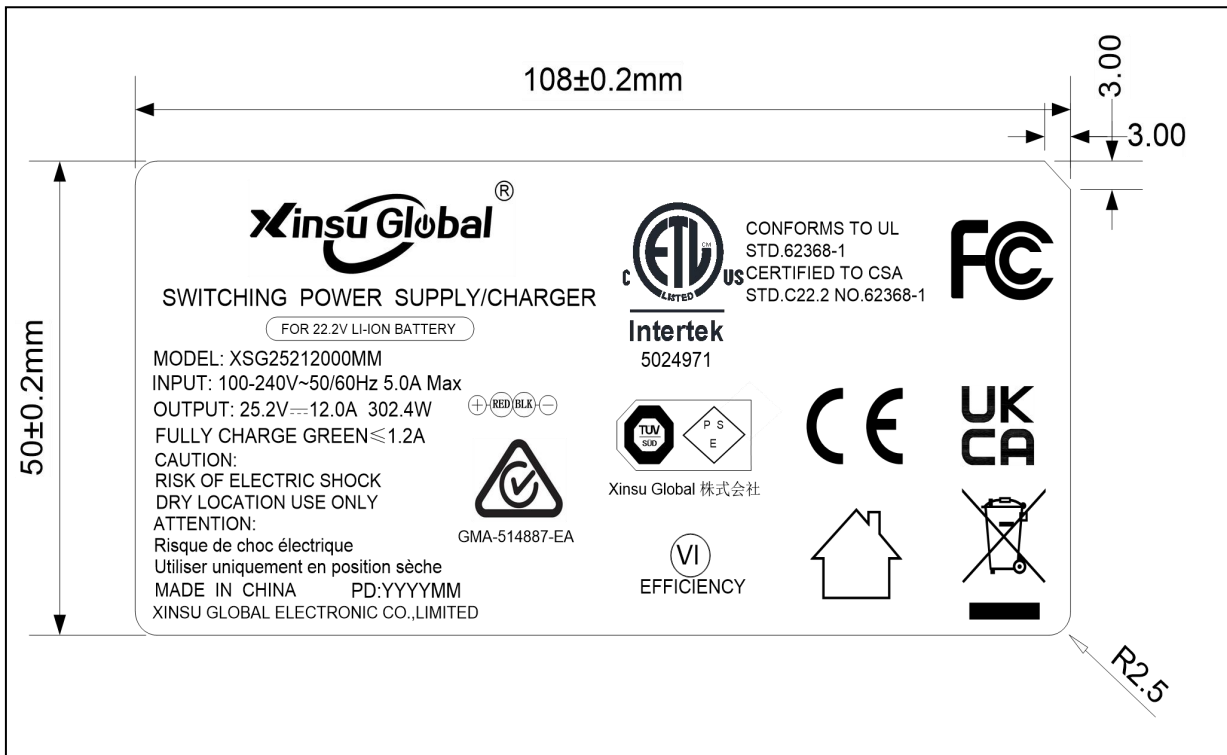 108±0.2mm
3.00
3.00
50±0.2mm
R2.5
Xinsu Global®
SWITCHING POWER SUPPLY/CHARGER
FOR 22.2V LI-ION BATTERY
MODEL: XSG25212000MM
INPUT: 100-240V~50/60Hz 5.0A Max
OUTPUT: 25.2V⎓12.0A 302.4W
+ RED BLK -
FULLY CHARGE GREEN≤1.2A
CAUTION:
RISK OF ELECTRIC SHOCK
DRY LOCATION USE ONLY
ATTENTION:
Risque de choc électrique
Utiliser uniquement en position sèche
MADE IN CHINA PD:YYYYMM
XINSU GLOBAL ELECTRONIC CO.,LIMITED
GMA-514887-EA
C ETL CM US
LISTED
Intertek
5024971
CONFORMS TO UL
STD.62368-1
CERTIFIED TO CSA
STD.C22.2 NO.62368-1
FC
TUV
SÜD
P S
E
Xinsu Global 株式会社
VI
EFFICIENCY
CE
UK
CA